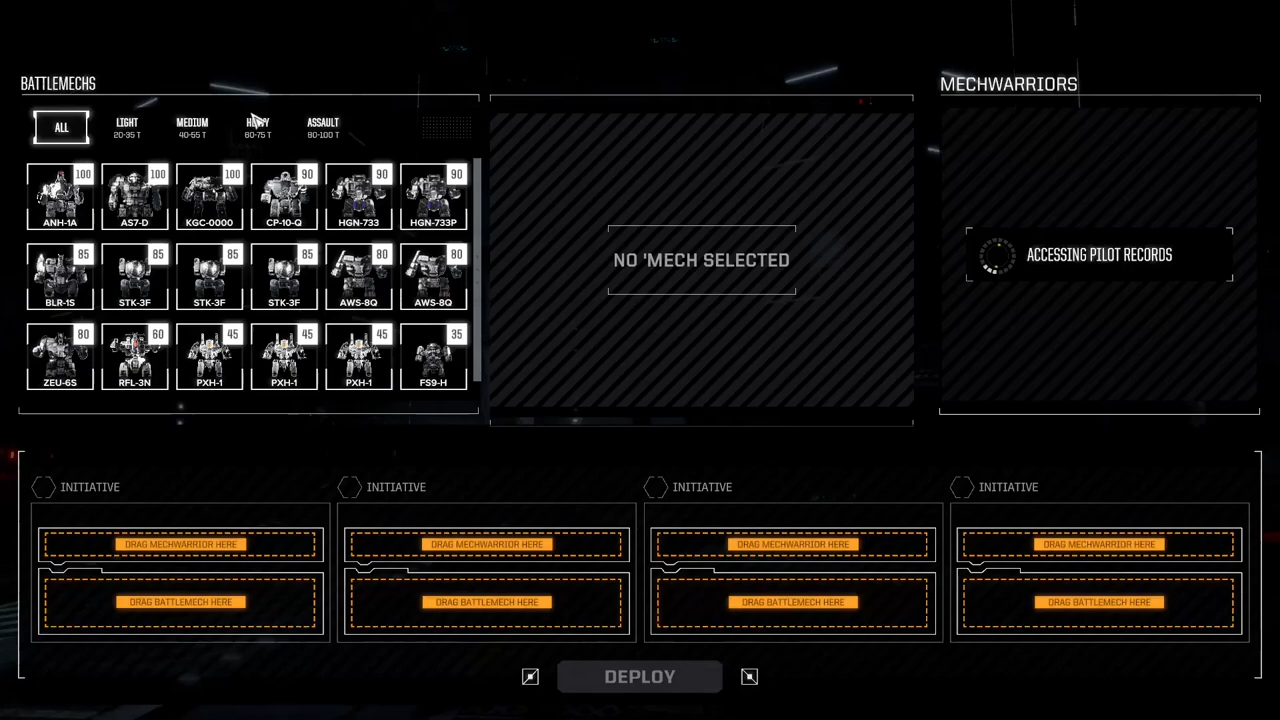 BATTLEMECHS
MECHWARRIORS
ALL
LIGHT
20-35 T
MEDIUM
40-55 T
HEAVY
60-75 T
ASSAULT
80-100 T
100
ANH-1A
100
AS7-D
100
KGC-0000
90
CP-10-Q
90
HGN-733
90
HGN-733P
85
BLR-1S
85
STK-3F
85
STK-3F
85
STK-3F
80
AWS-8Q
80
AWS-8Q
80
ZEU-6S
60
RFL-3N
45
PXH-1
45
PXH-1
45
PXH-1
35
FS9-H
NO 'MECH SELECTED
ACCESSING PILOT RECORDS
INITIATIVE
DRAG MECHWARRIOR HERE
DRAG BATTLEMECH HERE
INITIATIVE
DRAG MECHWARRIOR HERE
DRAG BATTLEMECH HERE
INITIATIVE
DRAG MECHWARRIOR HERE
DRAG BATTLEMECH HERE
INITIATIVE
DRAG MECHWARRIOR HERE
DRAG BATTLEMECH HERE
DEPLOY